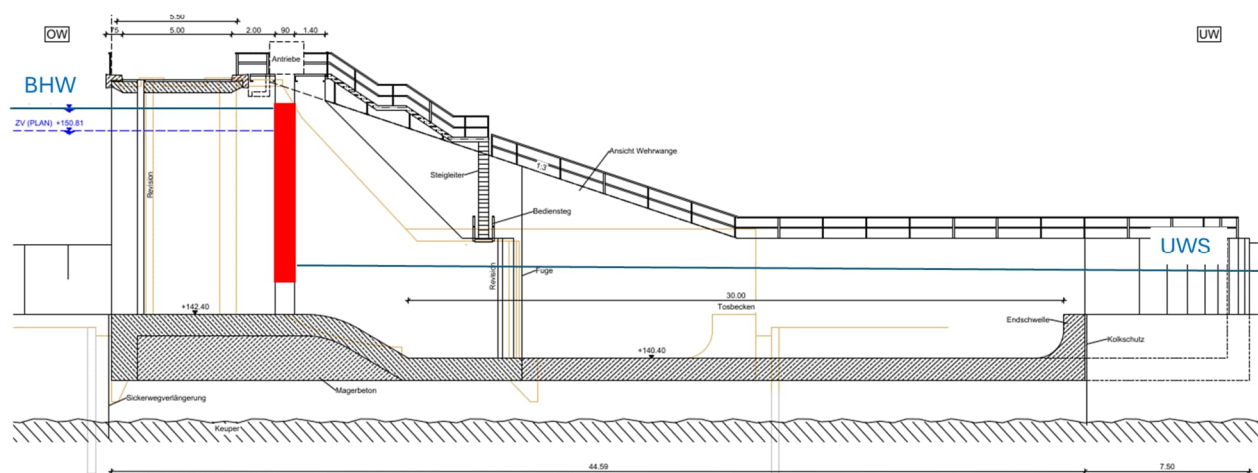 5.50
OW
75
5.00
2.00
90
1.40
UW
Antriebe
BHW
ZV (PLAN) +150.81
Ansicht Wehrwange
1:3
Steigleiter
Revision
Bediensteg
UWS
Revision
Fuge
30.00
Tosbecken
+142.40
Endschwelle
Kolkschutz
+140.40
Magerbeton
Sickerwegverlängerung
Keuper
44.59
7.50